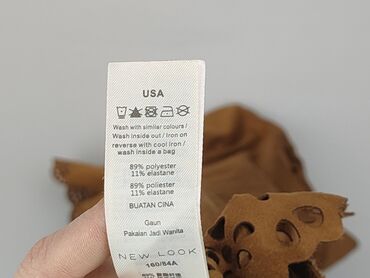 USA
Wash with similar colours /
Wash inside out / Iron on
reverse with cool iron /
wash inside a bag
89% polyester
11% elastane
89% poliester
11% elastane
BUATAN CINA
Gaun
Pakaian Jadi Wanita
NEW LOOK
160/84A